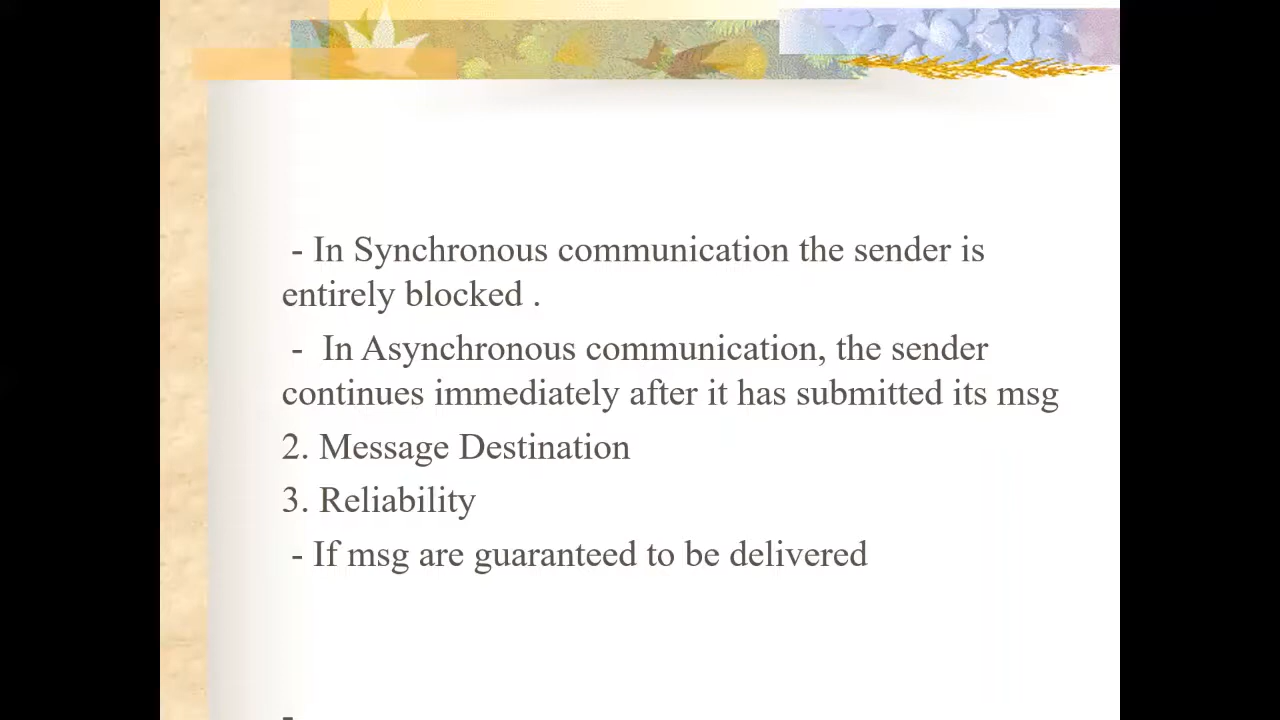 - In Synchronous communication the sender is
entirely blocked .
- In Asynchronous communication, the sender
continues immediately after it has submitted its msg
2. Message Destination
3. Reliability
- If msg are guaranteed to be delivered
-